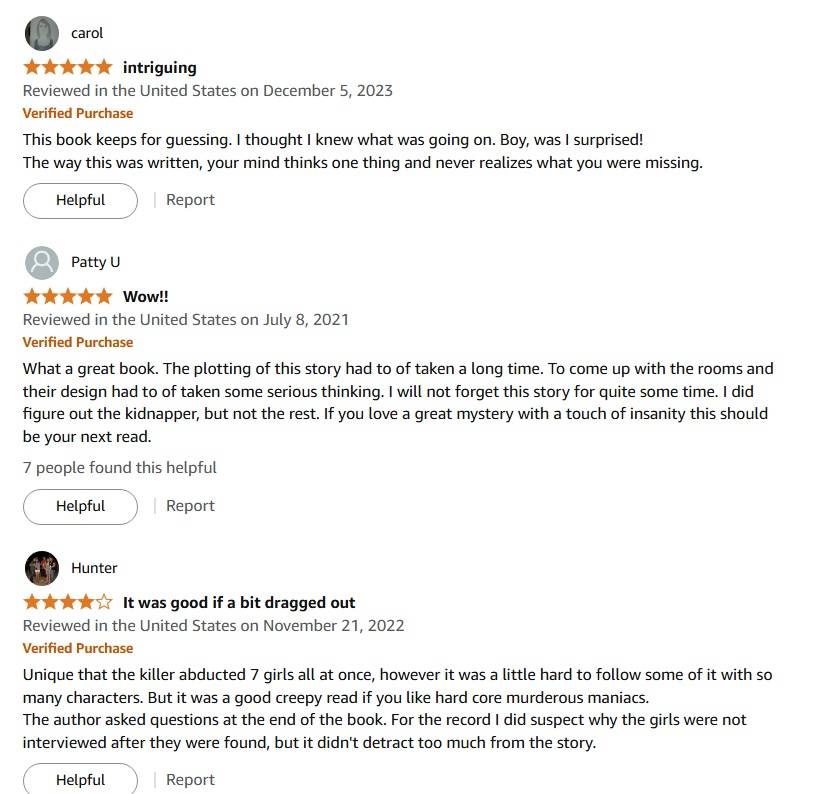 carol
intriguing
Reviewed in the United States on December 5, 2023
Verified Purchase
This book keeps for guessing. I thought I knew what was going on. Boy, was I surprised!
The way this was written, your mind thinks one thing and never realizes what you were missing.
Helpful | Report
Patty U
Wow!!
Reviewed in the United States on July 8, 2021
Verified Purchase
What a great book. The plotting of this story had to of taken a long time. To come up with the rooms and
their design had to of taken some serious thinking. I will not forget this story for quite some time. I did
figure out the kidnapper, but not the rest. If you love a great mystery with a touch of insanity this should
be your next read.
7 people found this helpful
Helpful | Report
Hunter
It was good if a bit dragged out
Reviewed in the United States on November 21, 2022
Verified Purchase
Unique that the killer abducted 7 girls all at once, however it was a little hard to follow some of it with so
many characters. But it was a good creepy read if you like hard core murderous maniacs.
The author asked questions at the end of the book. For the record I did suspect why the girls were not
interviewed after they were found, but it didn't detract too much from the story.
Helpful | Report